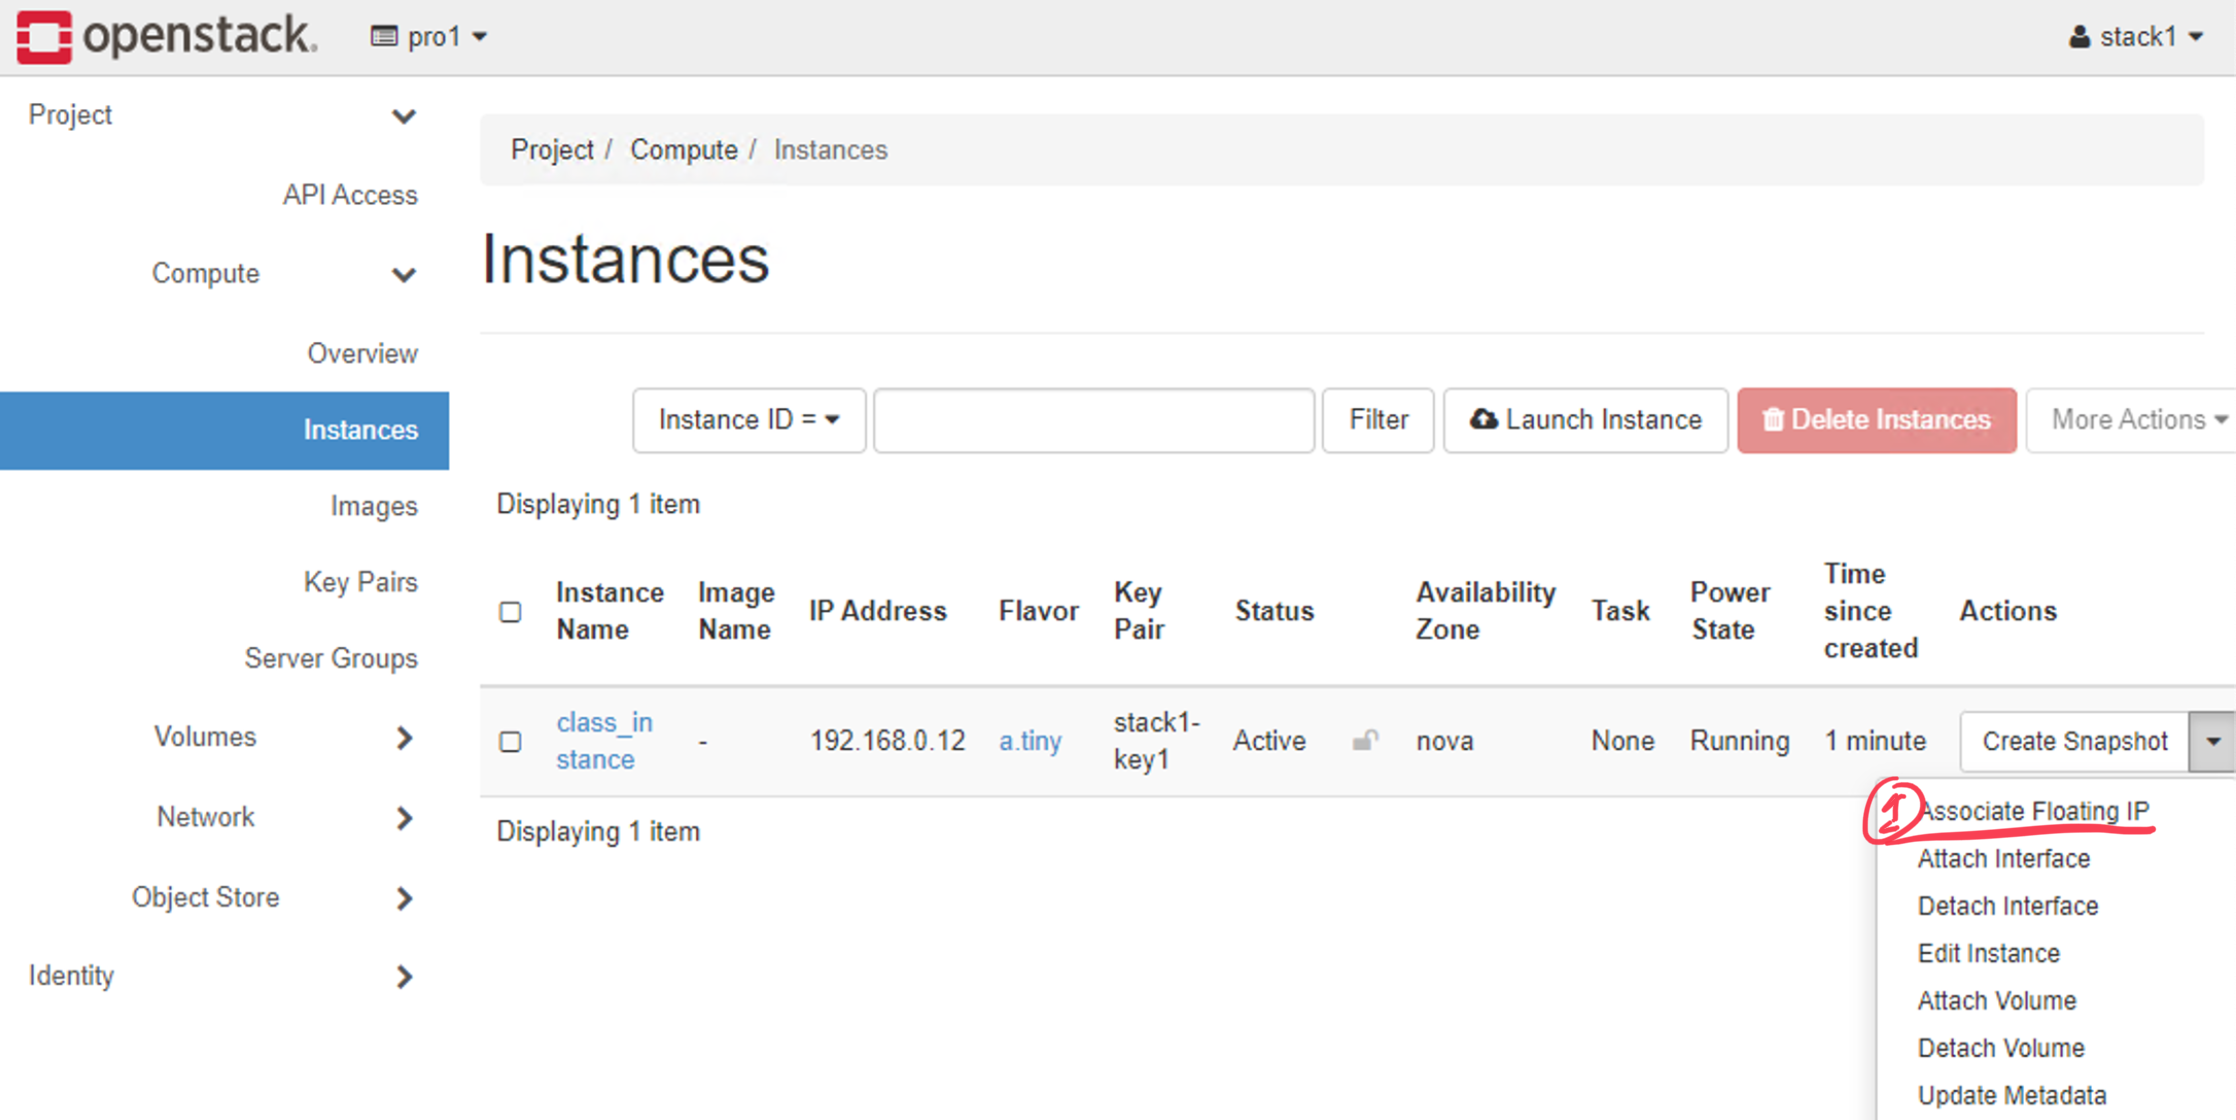 openstack. pro1 stack1
Project
API Access
Compute
Overview
Instances
Images
Key Pairs
Server Groups
Volumes
Network
Object Store
Identity
Project / Compute / Instances
Instances
Instance ID = Filter Launch Instance Delete Instances More Actions
Displaying 1 item
Instance Name Image Name IP Address Flavor Key Pair Status Availability Zone Task Power State Time since created Actions
class_in
stance - 192.168.0.12 a.tiny stack1-
key1 Active nova None Running 1 minute Create Snapshot
Displaying 1 item
1 Associate Floating IP
Attach Interface
Detach Interface
Edit Instance
Attach Volume
Detach Volume
Update Metadata